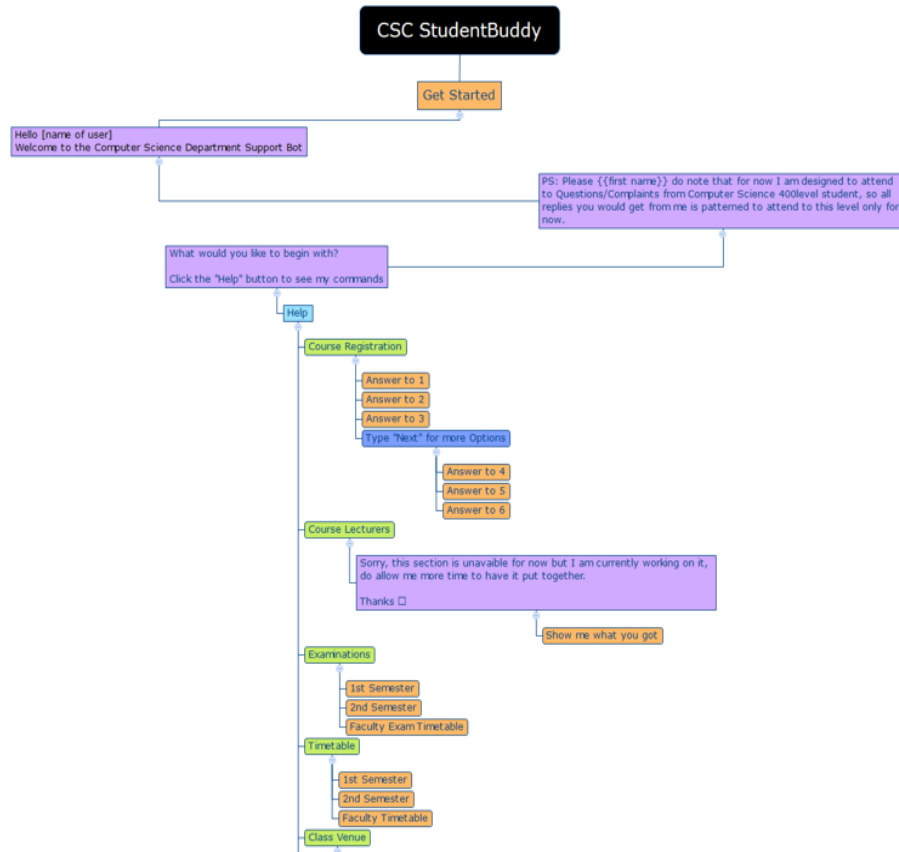 CSC StudentBuddy
Get Started
Hello [name of user]
Welcome to the Computer Science Department Support Bot
PS: Please {{first name}} do note that for now I am designed to attend
to Questions/Complaints from Computer Science 400level student, so all
replies you would get from me is patterned to attend to this level only for
now.
What would you like to begin with?
Click the "Help" button to see my commands
Help
Course Registration
Answer to 1
Answer to 2
Answer to 3
Type "Next" for more Options
Answer to 4
Answer to 5
Answer to 6
Course Lecturers
Sorry, this section is unavaible for now but I am currently working on it,
do allow me more time to have it put together.
Thanks
Show me what you got
Examinations
1st Semester
2nd Semester
Faculty Exam Timetable
Timetable
1st Semester
2nd Semester
Faculty Timetable
Class Venue